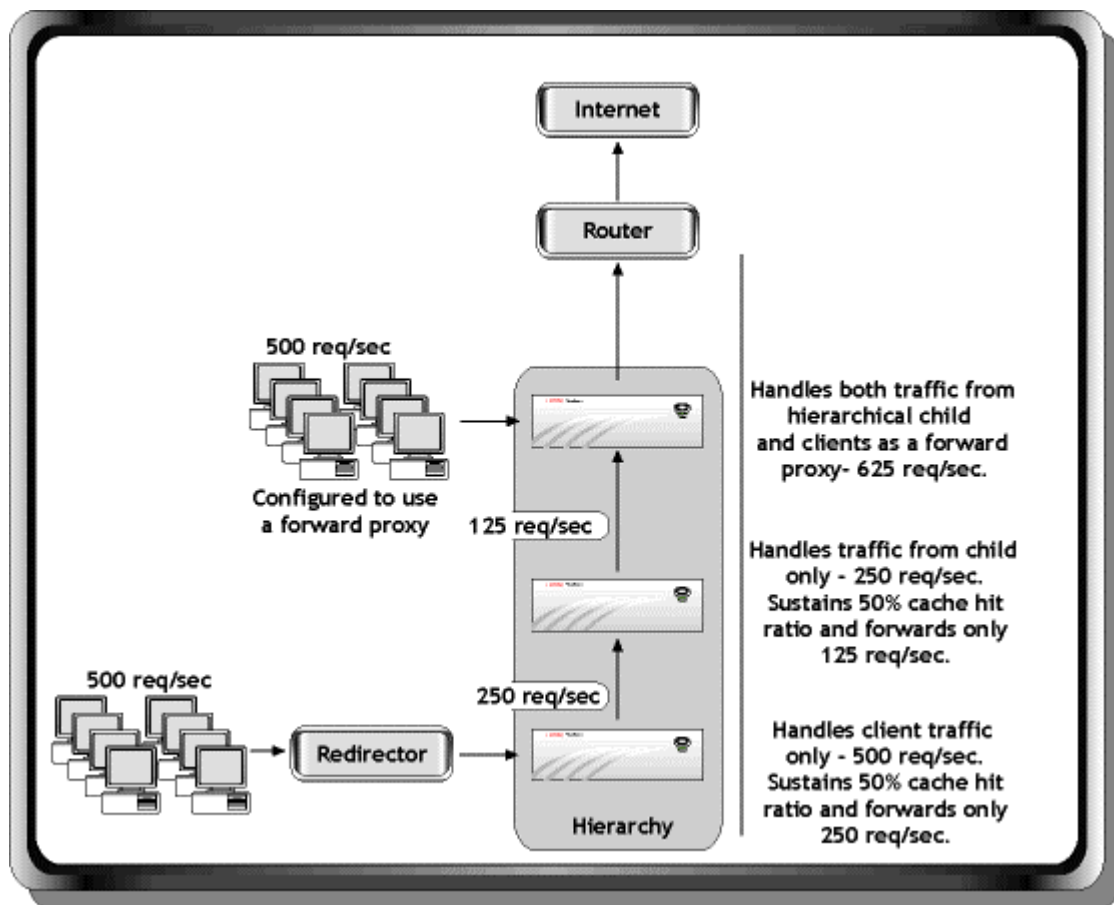 Internet
Router
500 req/sec
Configured to use
a forward proxy
125 req/sec
Handles both traffic from
hierarchical child
and clients as a forward
proxy- 625 req/sec.
Handles traffic from child
only - 250 req/sec.
Sustains 50% cache hit
ratio and forwards only
125 req/sec.
500 req/sec
Redirector
250 req/sec
Hierarchy
Handles client traffic
only - 500 req/sec.
Sustains 50% cache hit
ratio and forwards only
250 req/sec.